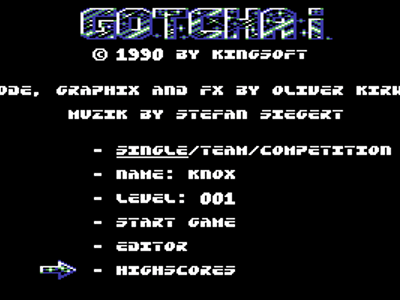 GOTCHA!
© 1990 BY KINGSOFT
ODE, GRAPHIX AND FX BY OLIVER KIRW
MUZIK BY STEFAN SIEGERT
- SINGLE/TEAM/COMPETITION
- NAME: KNOX
- LEVEL: 001
- START GAME
- EDITOR
- HIGHSCORES